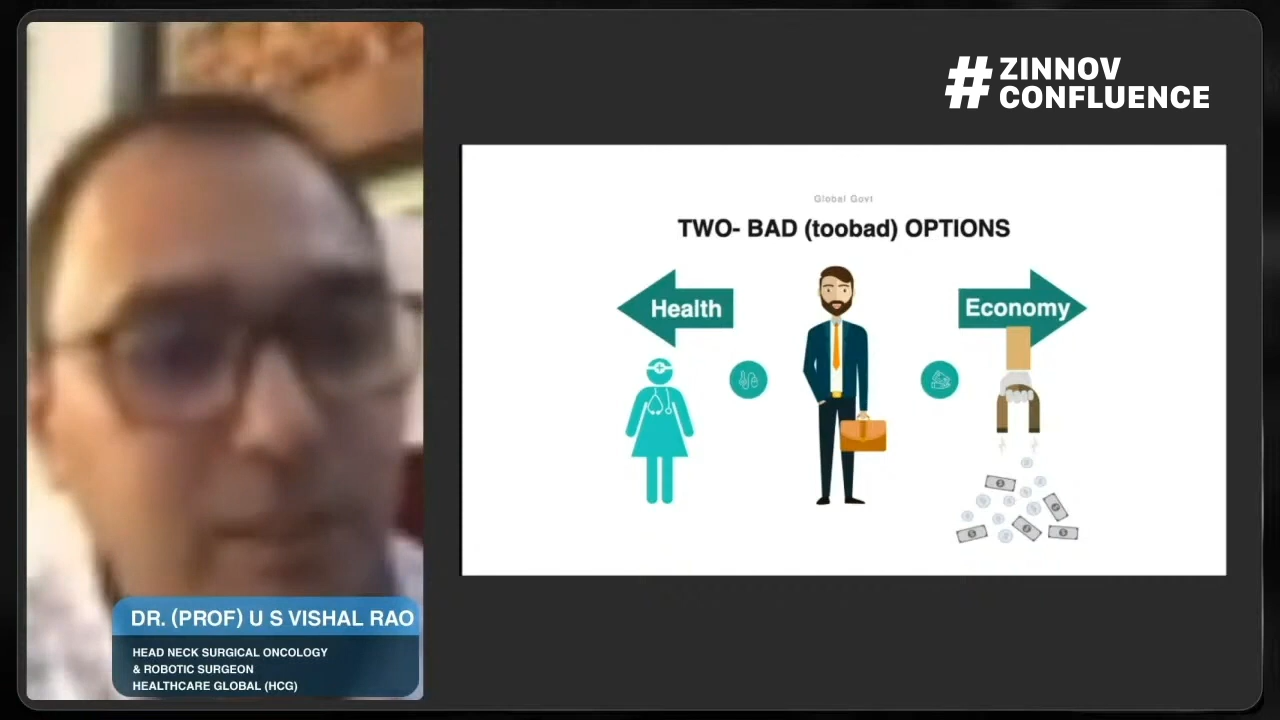 # ZINNOV
CONFLUENCE
Global Govt
TWO- BAD (toobad) OPTIONS
Health
Economy
DR. (PROF) U S VISHAL RAO
HEAD NECK SURGICAL ONCOLOGY
& ROBOTIC SURGEON
HEALTHCARE GLOBAL (HCG)